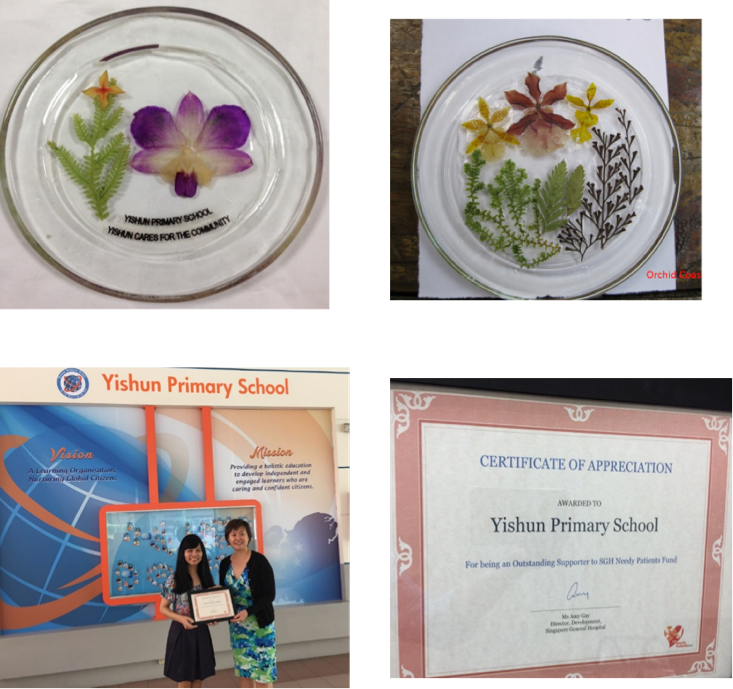 YISHUN PRIMARY SCHOOL
YISHUN CARES FOR THE COMMUNITY
Orchid
Yishun Primary School
Vision
A Learning Organisation,
Nurturing Global Citizens
Mission
Providing a holistic education
to develop independent and
engaged learners who are
caring and confident citizens.
CERTIFICATE OF APPRECIATION
AWARDED TO
Yishun Primary School
For being an Outstanding Supporter to SGH Needy Patients Fund
Ms Amy Gay
Director, Development,
Singapore General Hospital